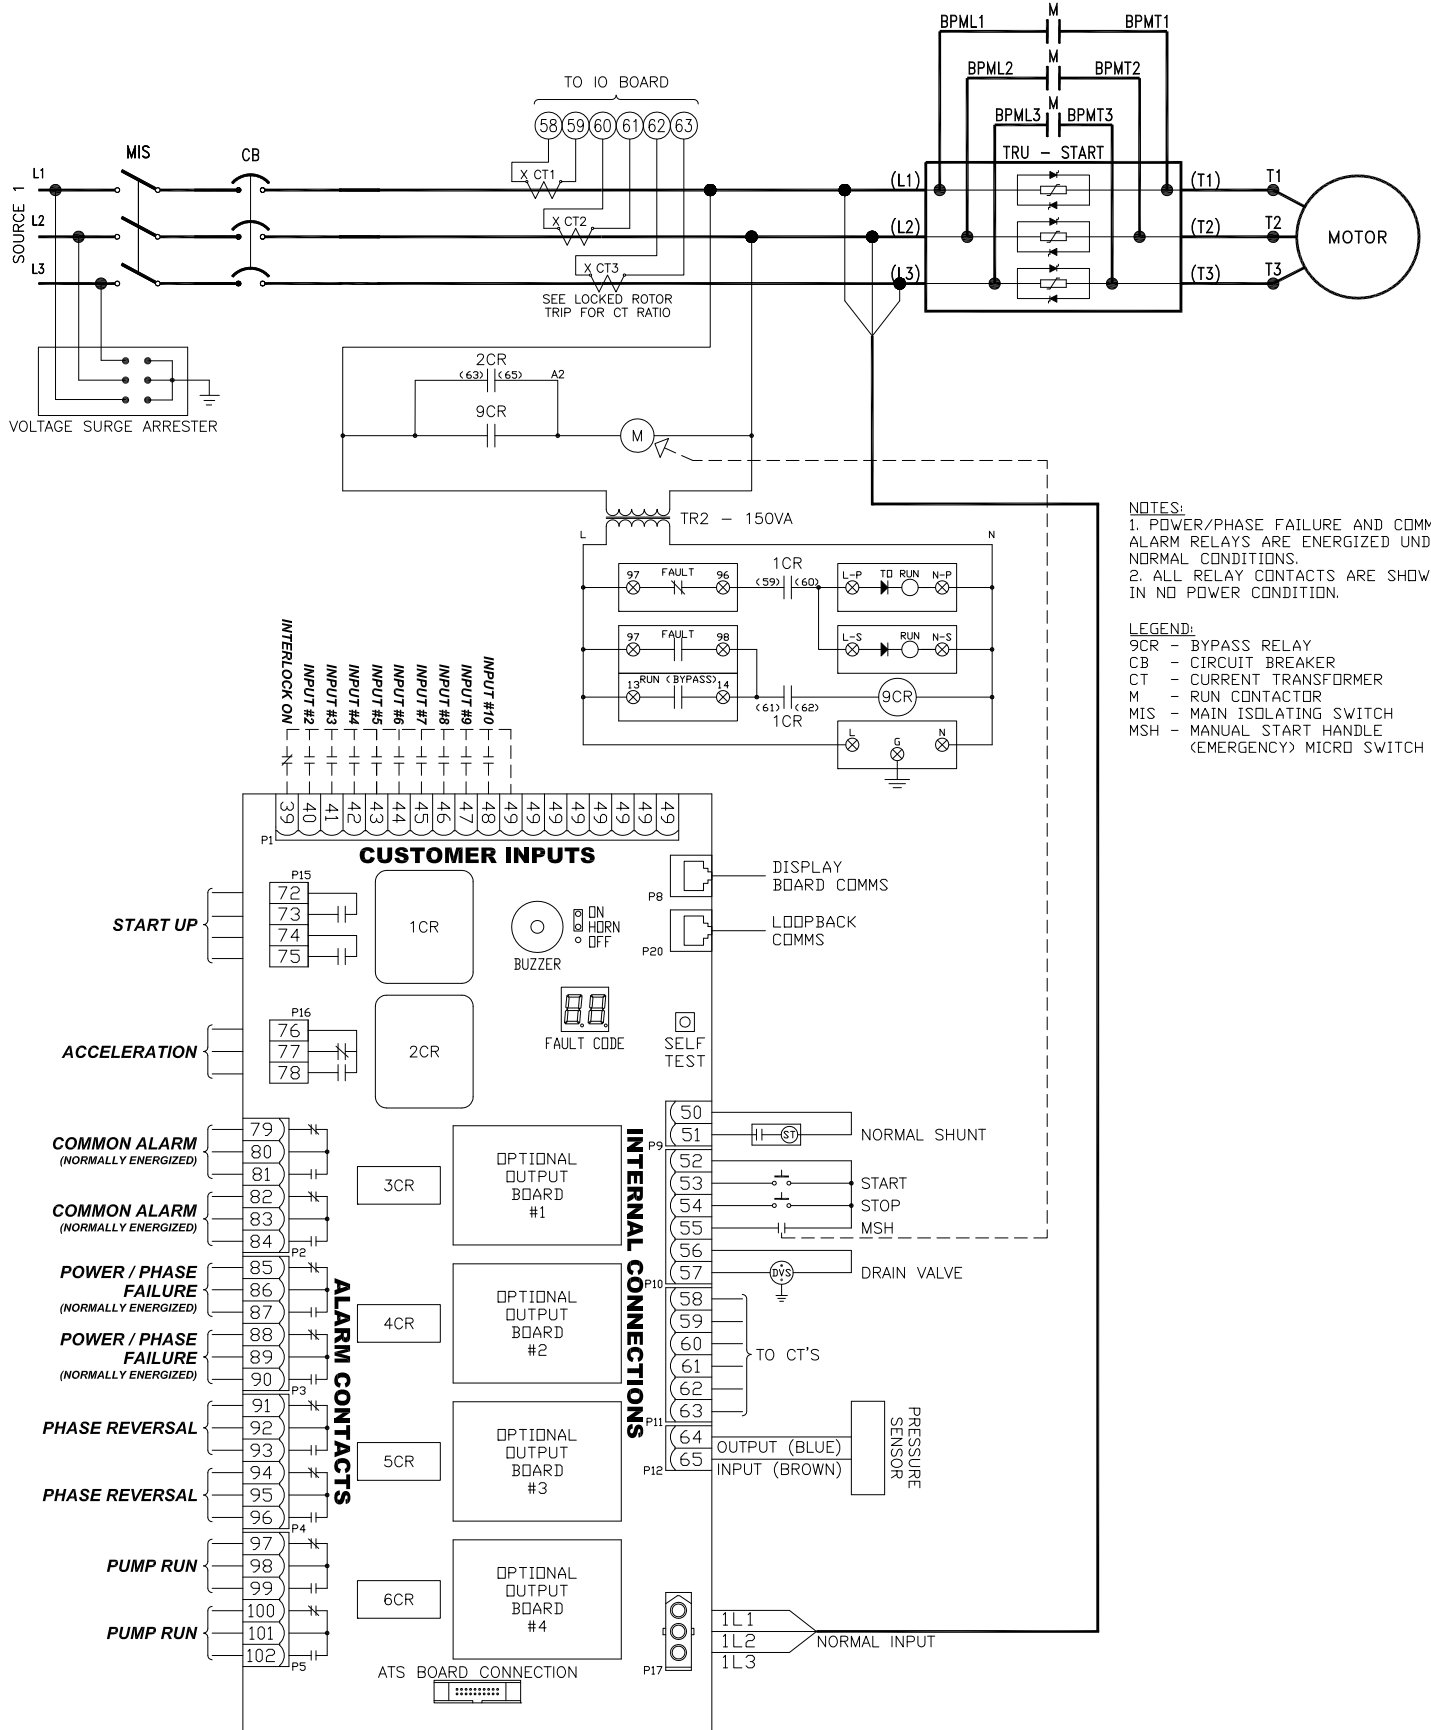 M
BPML1
BPMT1
M
BPML2
BPMT2
M
BPML3
BPMT3
TO IO BOARD
58 59 60 61 62 63
TRU - START
MIS
CB
SOURCE 1
L1
L2
L3
X CT1
X CT2
X CT3
SEE LOCKED ROTOR
TRIP FOR CT RATIO
(L1)
(L2)
(L3)
(T1)
(T2)
(T3)
T1
T2
T3
MOTOR
VOLTAGE SURGE ARRESTER
2CR
(63) (65)
A2
9CR
M
TR2 - 150VA
L
N
97 FAULT 96
1CR
(59) (60)
L-P TO RUN N-P
97 FAULT 98
L-S RUN N-S
13 RUN (BYPASS) 14
(61) (62)
1CR
9CR
L
G
N
NOTES:
1. POWER/PHASE FAILURE AND COMM
ALARM RELAYS ARE ENERGIZED UND
NORMAL CONDITIONS.
2. ALL RELAY CONTACTS ARE SHOW
IN NO POWER CONDITION.
LEGEND:
9CR - BYPASS RELAY
CB - CIRCUIT BREAKER
CT - CURRENT TRANSFORMER
M - RUN CONTACTOR
MIS - MAIN ISOLATING SWITCH
MSH - MANUAL START HANDLE
(EMERGENCY) MICRO SWITCH
INTERLOCK ON
INPUT #2
INPUT #3
INPUT #4
INPUT #5
INPUT #6
INPUT #7
INPUT #8
INPUT #9
INPUT #10
39 40 41 42 43 44 45 46 47 48 49 49 49 49 49 49 49 49
P1
CUSTOMER INPUTS
P15
72
73
74
75
START UP
1CR
BUZZER
ON
HORN
OFF
P8
DISPLAY
BOARD COMMS
P20
LOOPBACK
COMMS
P16
76
77
78
ACCELERATION
2CR
FAULT CODE
SELF
TEST
COMMON ALARM
(NORMALLY ENERGIZED)
79
80
81
COMMON ALARM
(NORMALLY ENERGIZED)
82
83
84
P2
POWER / PHASE
FAILURE
(NORMALLY ENERGIZED)
85
86
87
POWER / PHASE
FAILURE
(NORMALLY ENERGIZED)
88
89
90
P3
PHASE REVERSAL
91
92
93
PHASE REVERSAL
94
95
96
P4
PUMP RUN
97
98
99
PUMP RUN
100
101
102
P5
ALARM CONTACTS
3CR
4CR
5CR
6CR
OPTIONAL
OUTPUT
BOARD
#1
OPTIONAL
OUTPUT
BOARD
#2
OPTIONAL
OUTPUT
BOARD
#3
OPTIONAL
OUTPUT
BOARD
#4
ATS BOARD CONNECTION
INTERNAL CONNECTIONS
50
51
P9
ST
NORMAL SHUNT
52
53
START
54
STOP
55
MSH
56
57
P10
DVS
DRAIN VALVE
58
59
60
61
62
63
P11
TO CT'S
64
65
P12
OUTPUT (BLUE)
INPUT (BROWN)
PRESSURE
SENSOR
P17
1L1
1L2
1L3
NORMAL INPUT